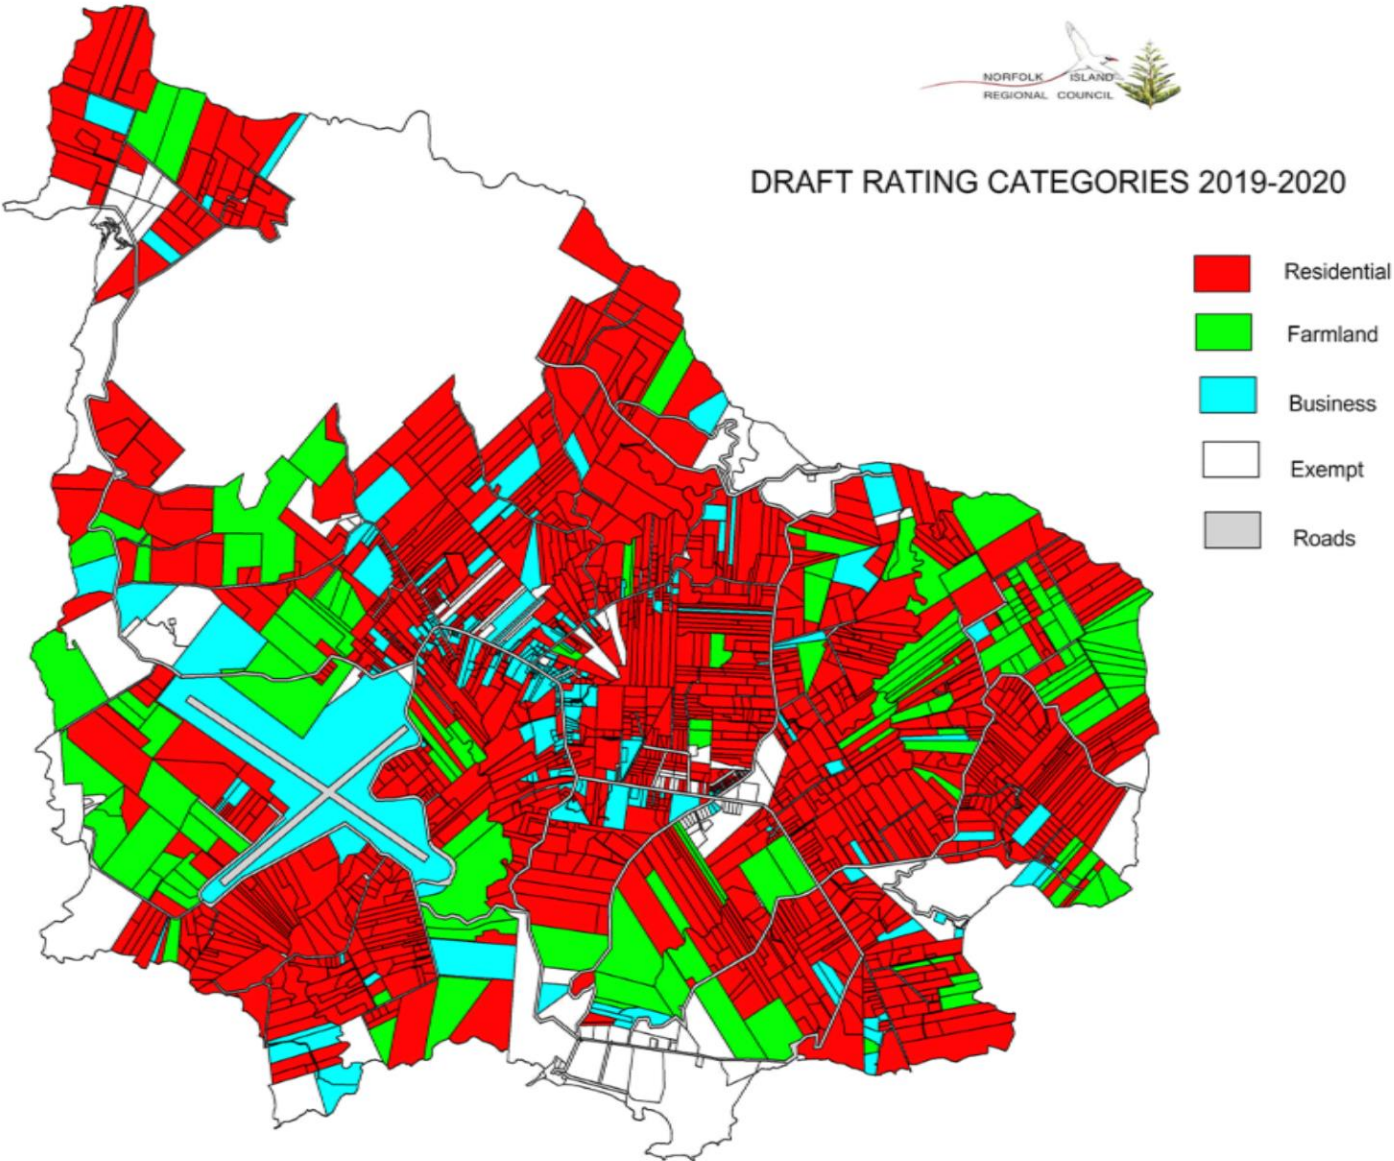 NORFOLK ISLAND
REGIONAL COUNCIL
DRAFT RATING CATEGORIES 2019-2020
Residential
Farmland
Business
Exempt
Roads